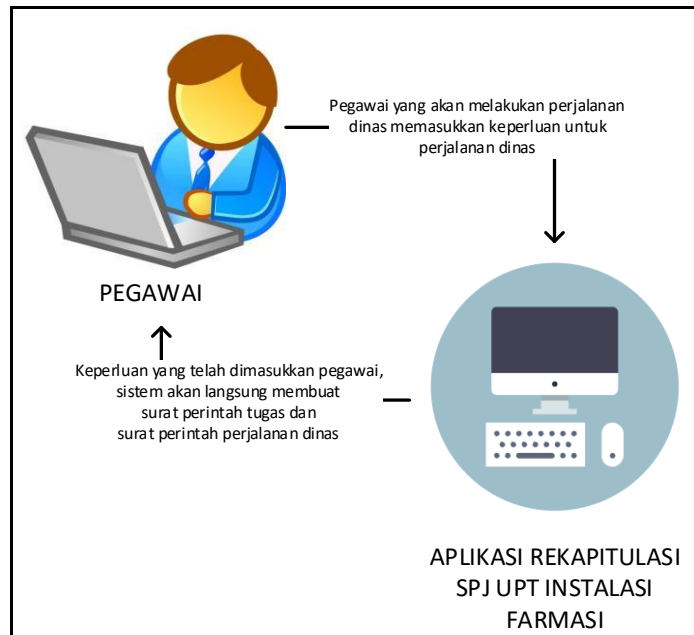 Pegawai yang akan melakukan perjalanan
dinas memasukkan keperluan untuk
perjalanan dinas
PEGAWAI
Keperluan yang telah dimasukkan pegawai,
sistem akan langsung membuat
surat perintah tugas dan
surat perintah perjalanan dinas
APLIKASI REKAPITULASI
SPJ UPT INSTALASI
FARMASI